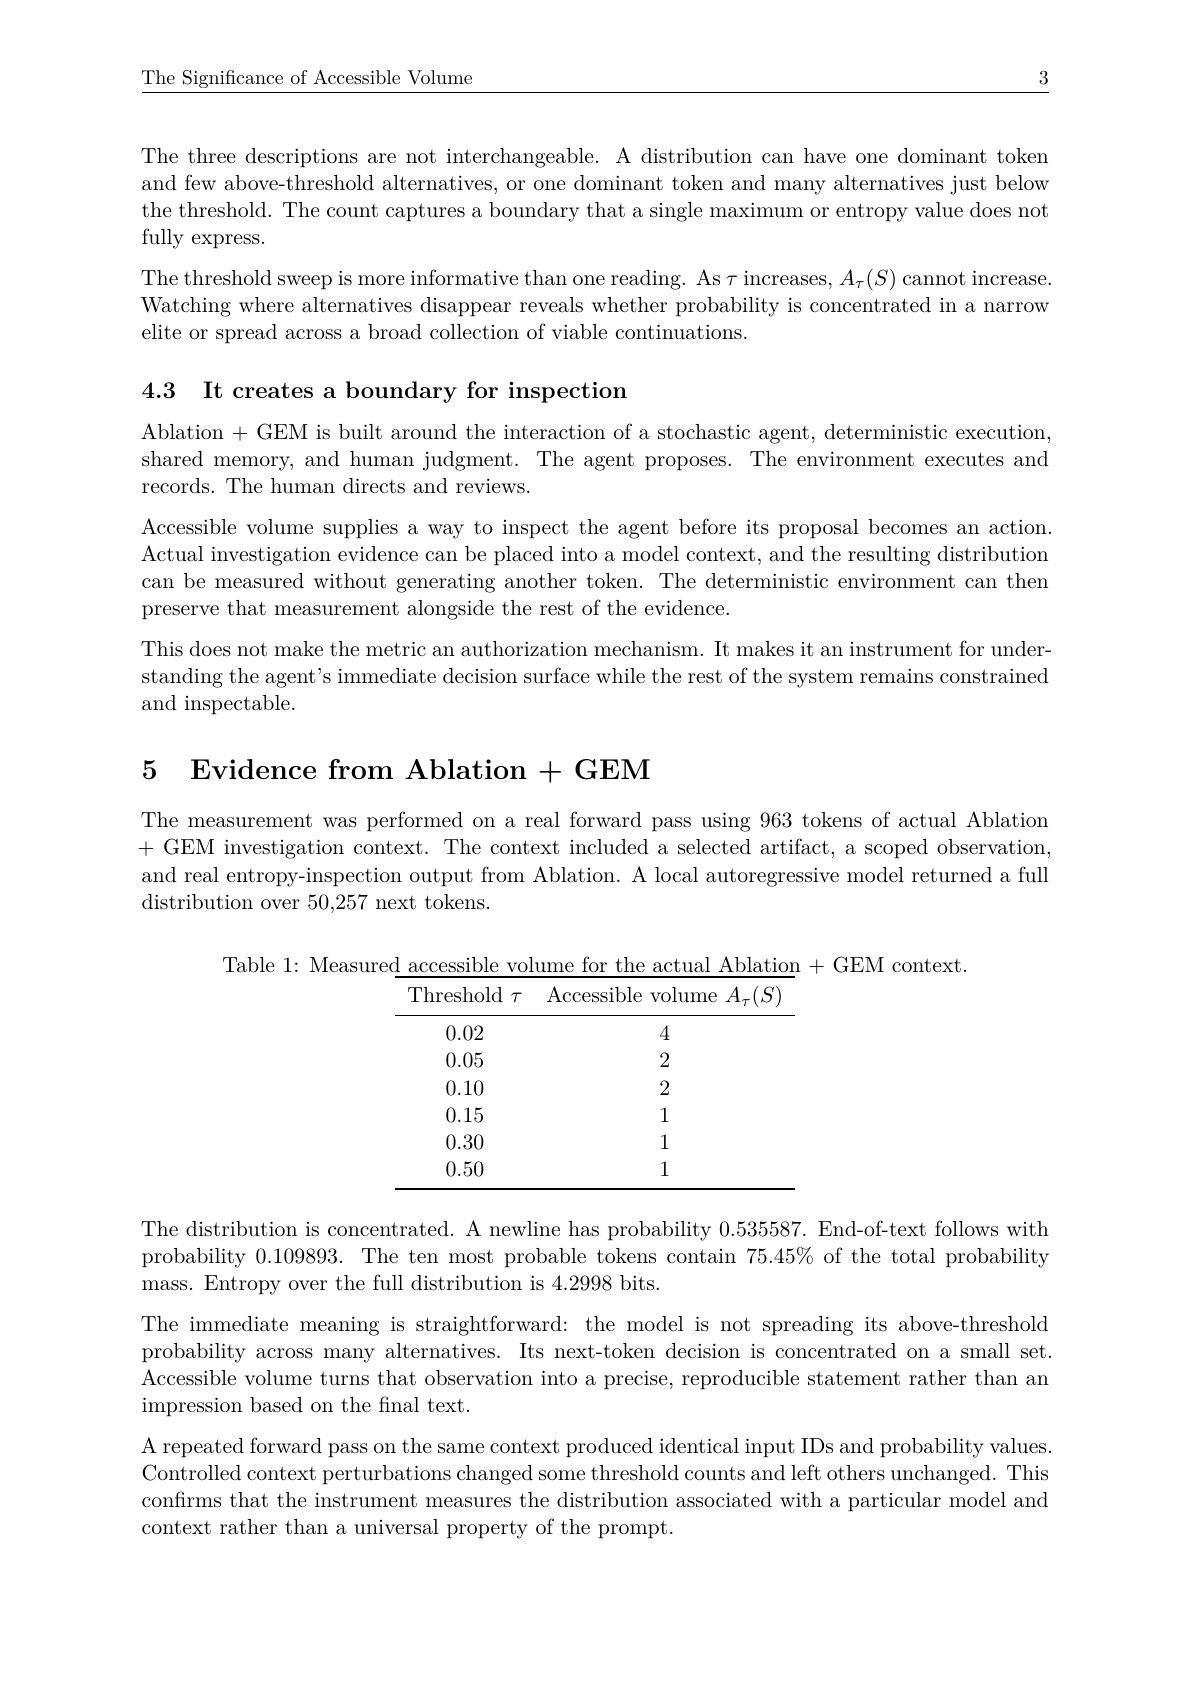 The Significance of Accessible Volume 3
The three descriptions are not interchangeable. A distribution can have one dominant token
and few above-threshold alternatives, or one dominant token and many alternatives just below
the threshold. The count captures a boundary that a single maximum or entropy value does not
fully express.
The threshold sweep is more informative than one reading. As τ increases, Aτ(S) cannot increase.
Watching where alternatives disappear reveals whether probability is concentrated in a narrow
elite or spread across a broad collection of viable continuations.
4.3 It creates a boundary for inspection
Ablation + GEM is built around the interaction of a stochastic agent, deterministic execution,
shared memory, and human judgment. The agent proposes. The environment executes and
records. The human directs and reviews.
Accessible volume supplies a way to inspect the agent before its proposal becomes an action.
Actual investigation evidence can be placed into a model context, and the resulting distribution
can be measured without generating another token. The deterministic environment can then
preserve that measurement alongside the rest of the evidence.
This does not make the metric an authorization mechanism. It makes it an instrument for under-
standing the agent's immediate decision surface while the rest of the system remains constrained
and inspectable.
5 Evidence from Ablation + GEM
The measurement was performed on a real forward pass using 963 tokens of actual Ablation
+ GEM investigation context. The context included a selected artifact, a scoped observation,
and real entropy-inspection output from Ablation. A local autoregressive model returned a full
distribution over 50,257 next tokens.
Table 1: Measured accessible volume for the actual Ablation + GEM context.
Threshold τ Accessible volume Aτ(S)
0.02 4
0.05 2
0.10 2
0.15 1
0.30 1
0.50 1
The distribution is concentrated. A newline has probability 0.535587. End-of-text follows with
probability 0.109893. The ten most probable tokens contain 75.45% of the total probability
mass. Entropy over the full distribution is 4.2998 bits.
The immediate meaning is straightforward: the model is not spreading its above-threshold
probability across many alternatives. Its next-token decision is concentrated on a small set.
Accessible volume turns that observation into a precise, reproducible statement rather than an
impression based on the final text.
A repeated forward pass on the same context produced identical input IDs and probability values.
Controlled context perturbations changed some threshold counts and left others unchanged. This
confirms that the instrument measures the distribution associated with a particular model and
context rather than a universal property of the prompt.